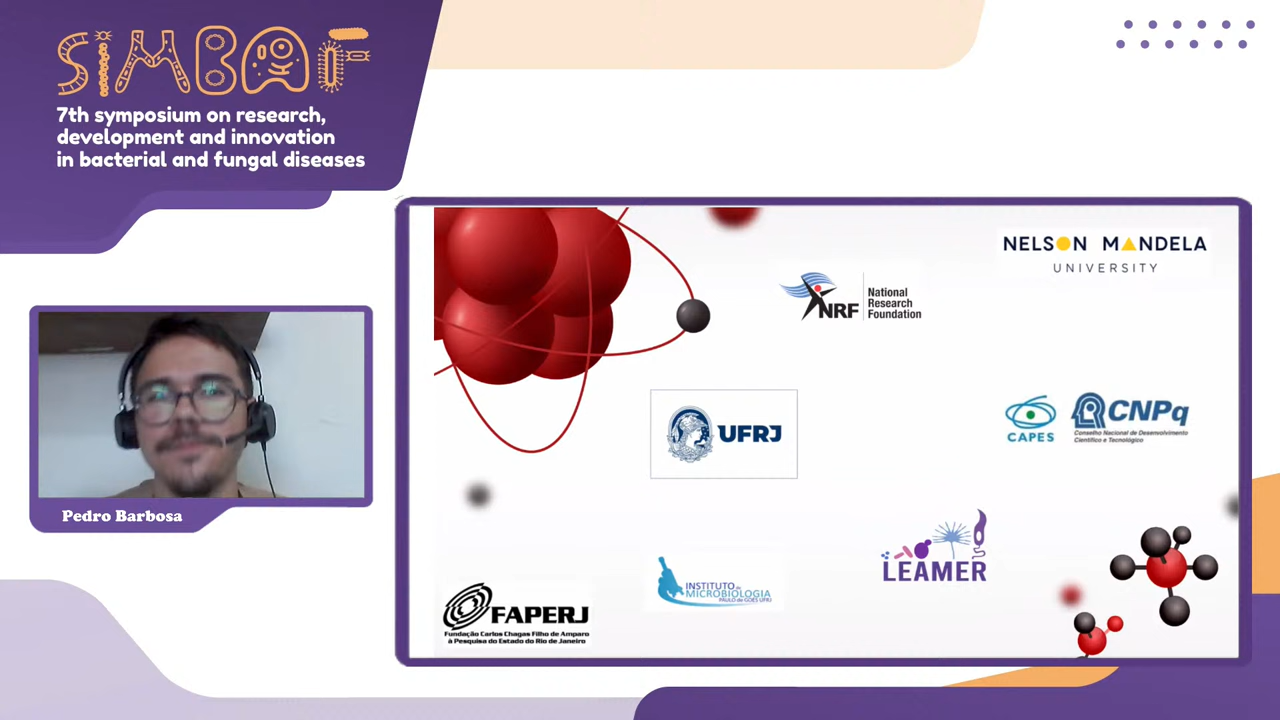 SIMBAF
7th symposium on research,
development and innovation
in bacterial and fungal diseases
Pedro Barbosa
NELSON MANDELA
UNIVERSITY
NRF
National
Research
Foundation
UFRJ
CAPES
CNPq
Conselho Nacional de Desenvolvimento
Científico e Tecnológico
LEAMER
INSTITUTO de
MICROBIOLOGIA
PAULO de GÓES UFRJ
FAPERJ
Fundação Carlos Chagas Filho de Amparo
à Pesquisa do Estado do Rio de Janeiro